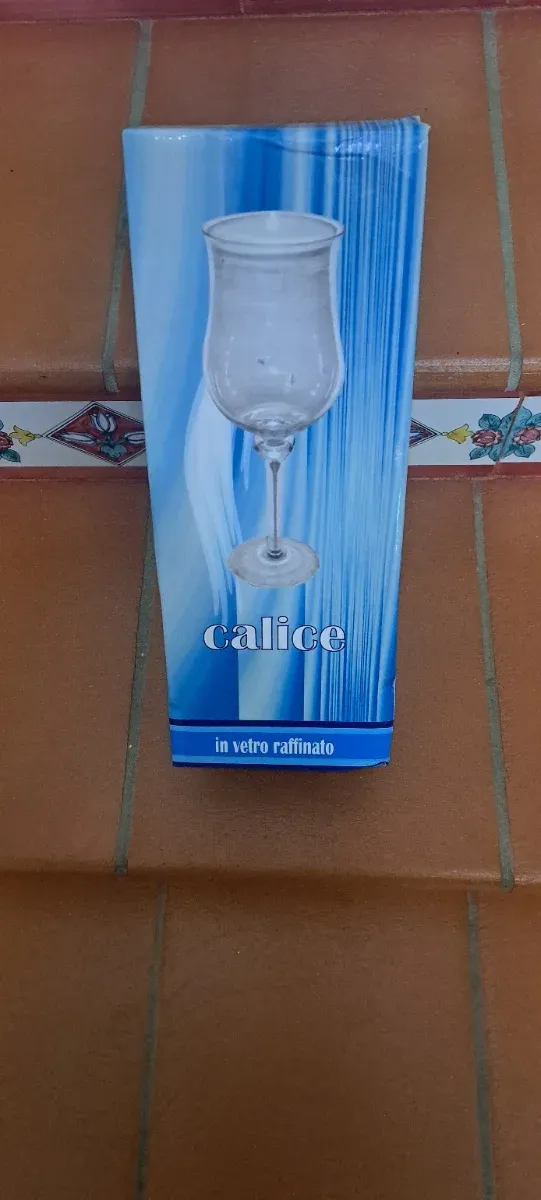 calice
in vetro raffinato